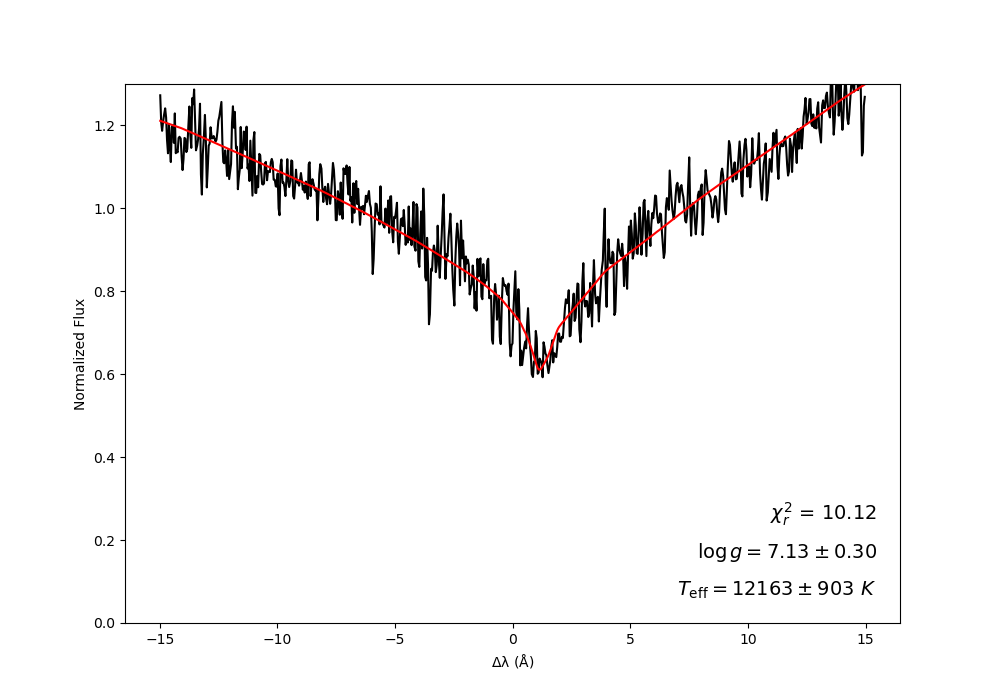 1.2
1.0
0.8
0.6
0.4
0.2
0.0
Normalized Flux
χ²ᵣ = 10.12
log g = 7.13 ± 0.30
T_eff = 12163 ± 903 K
−15 −10 −5 0 5 10 15
Δλ (Å)